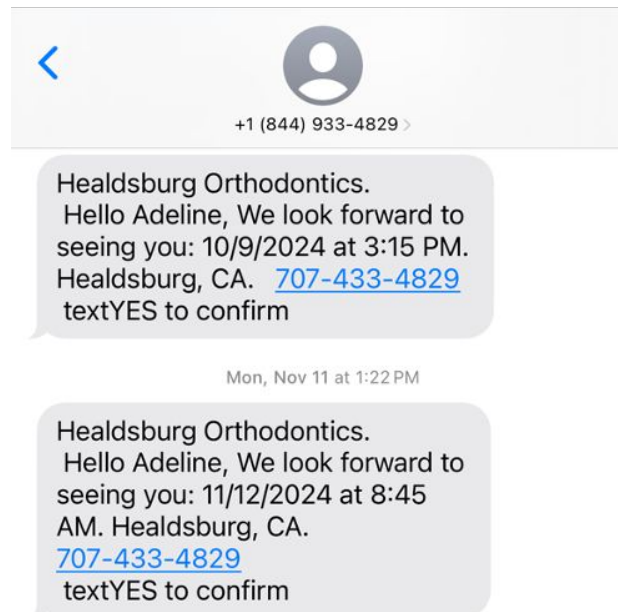 +1 (844) 933-4829 >
Healdsburg Orthodontics.
Hello Adeline, We look forward to
seeing you: 10/9/2024 at 3:15 PM.
Healdsburg, CA. 707-433-4829
textYES to confirm
Mon, Nov 11 at 1:22 PM
Healdsburg Orthodontics.
Hello Adeline, We look forward to
seeing you: 11/12/2024 at 8:45
AM. Healdsburg, CA.
707-433-4829
textYES to confirm